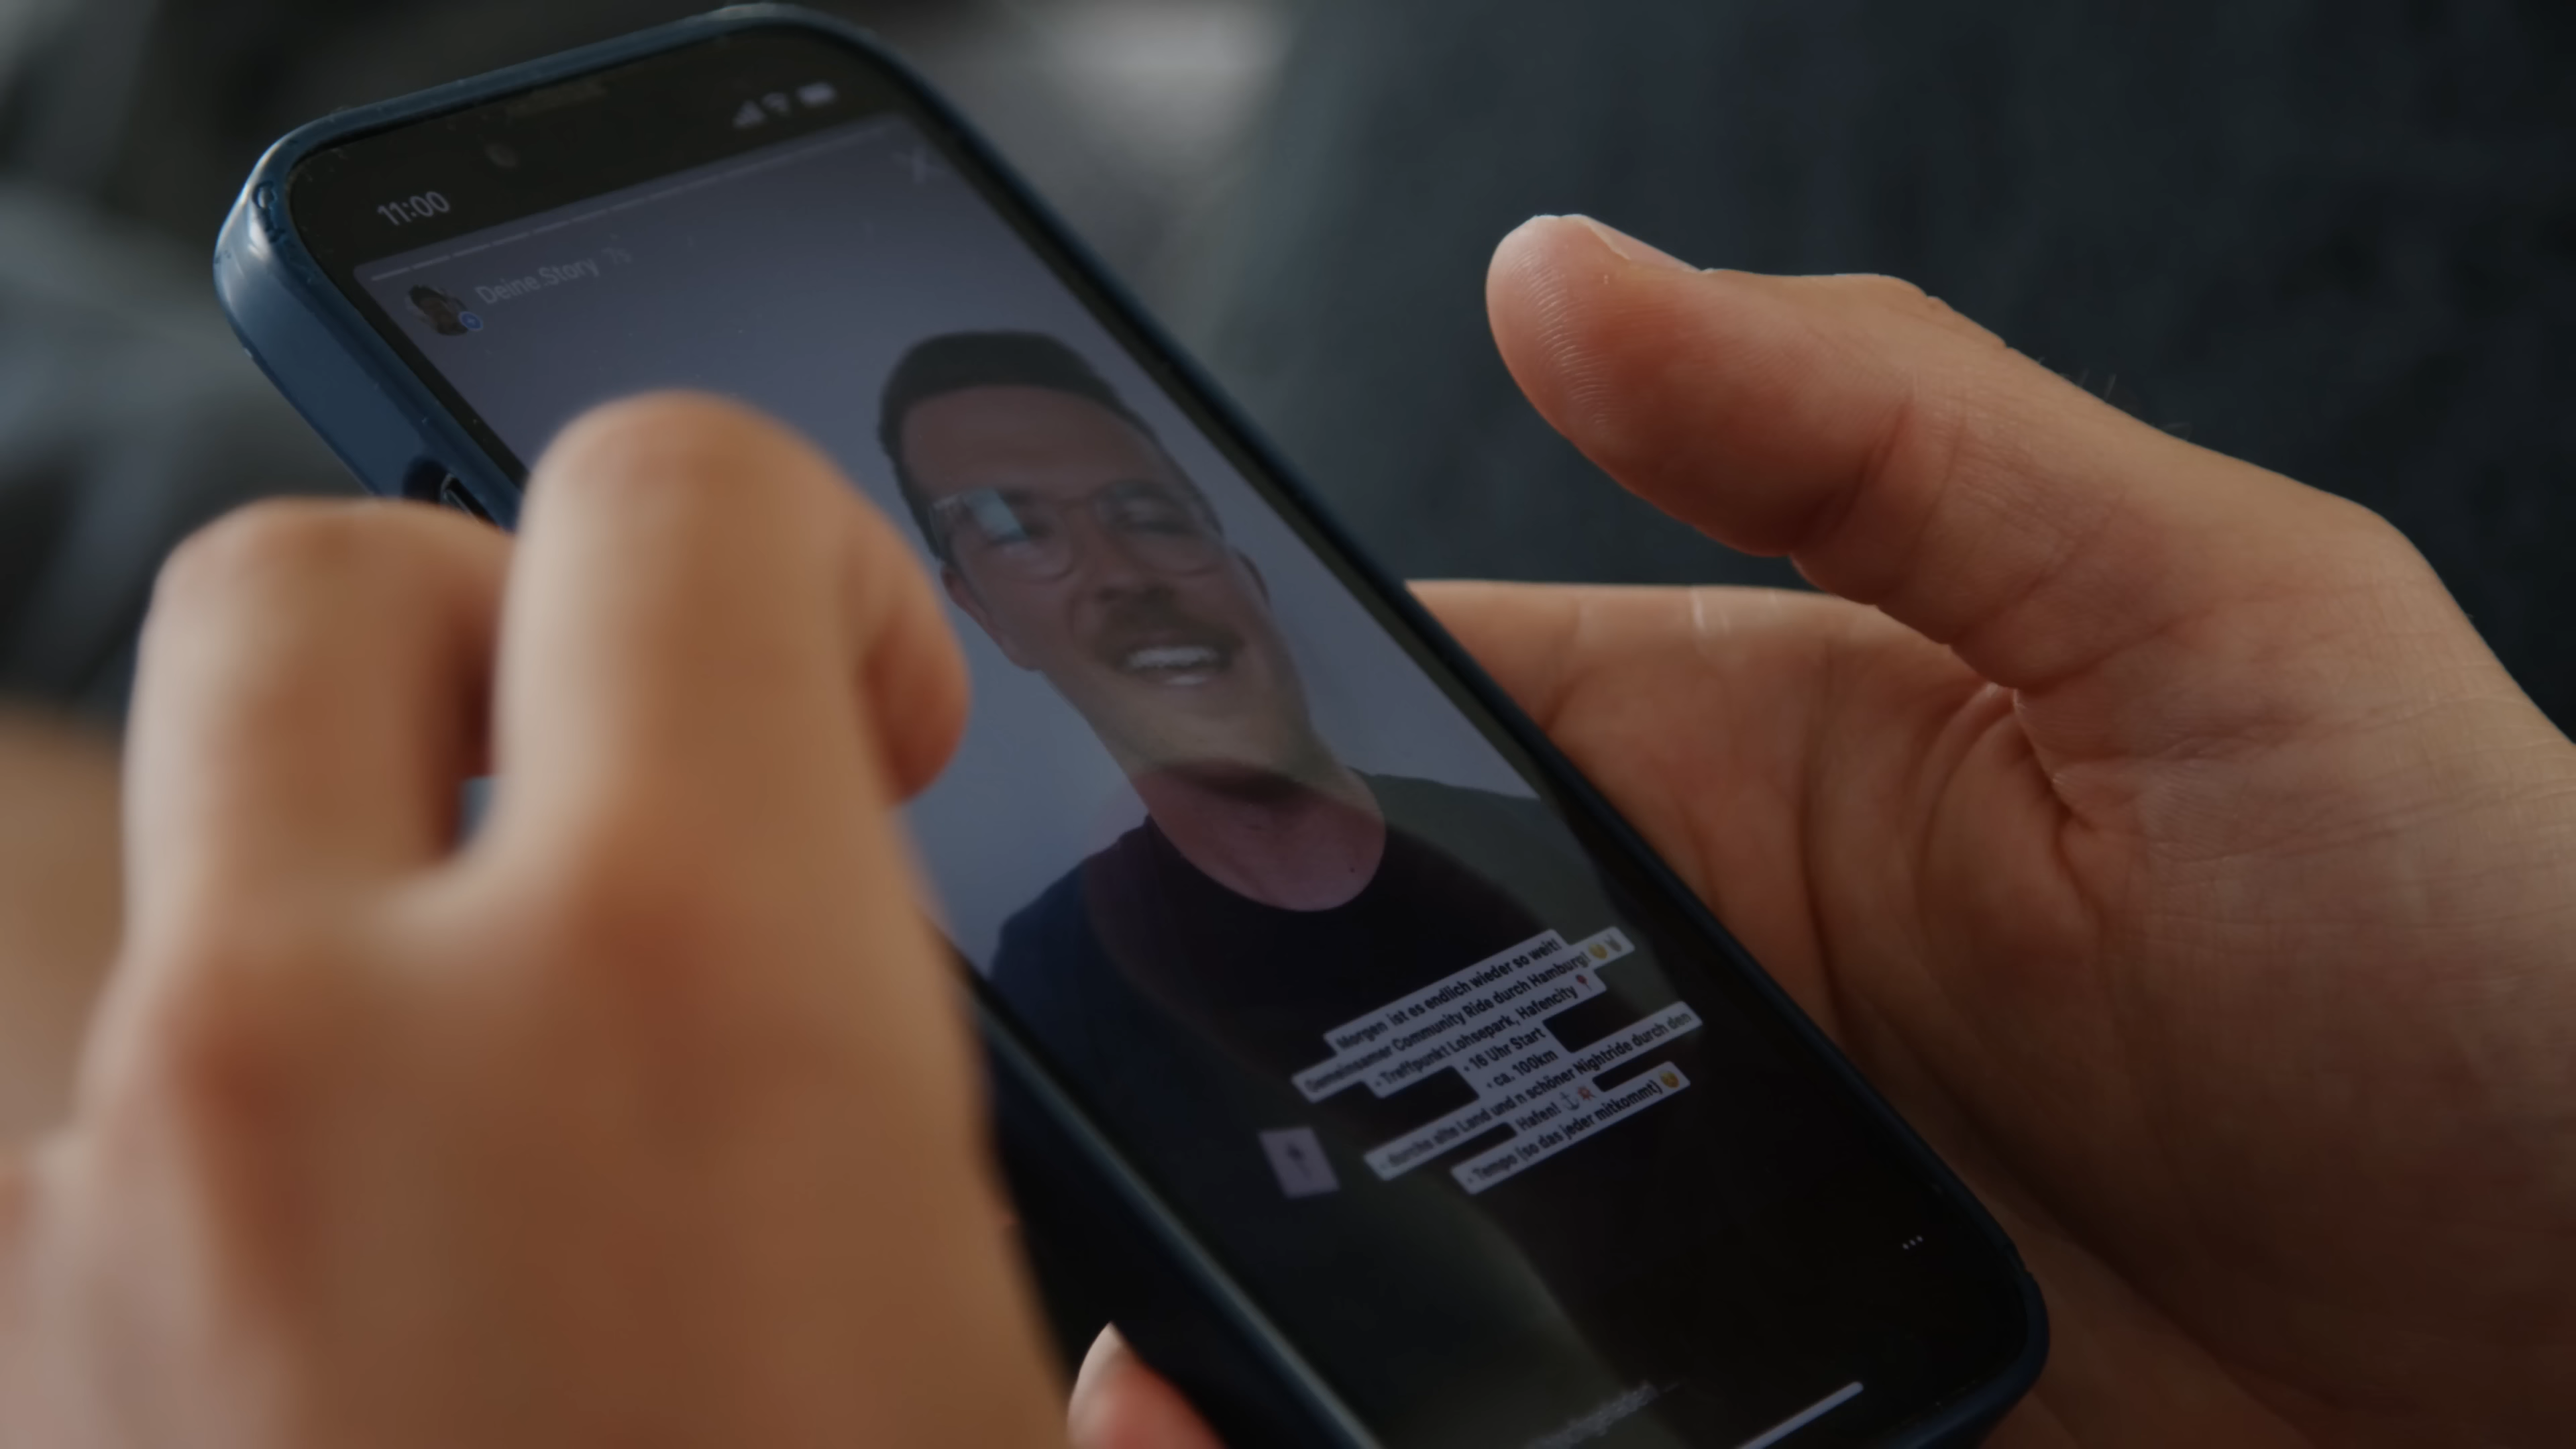 11:00
Deine Story 7s
Morgen ist es endlich wieder so weit!
Gemeinsamer Community Ride durch Hamburg! 
• Treffpunkt Lohsepark, Hafencity 📍
• 16 Uhr Start
• ca. 100km
- durchs alte Land und n schöner Nightride durch den
Hafen! ⚓
• Tempo (so das jeder mitkommt)